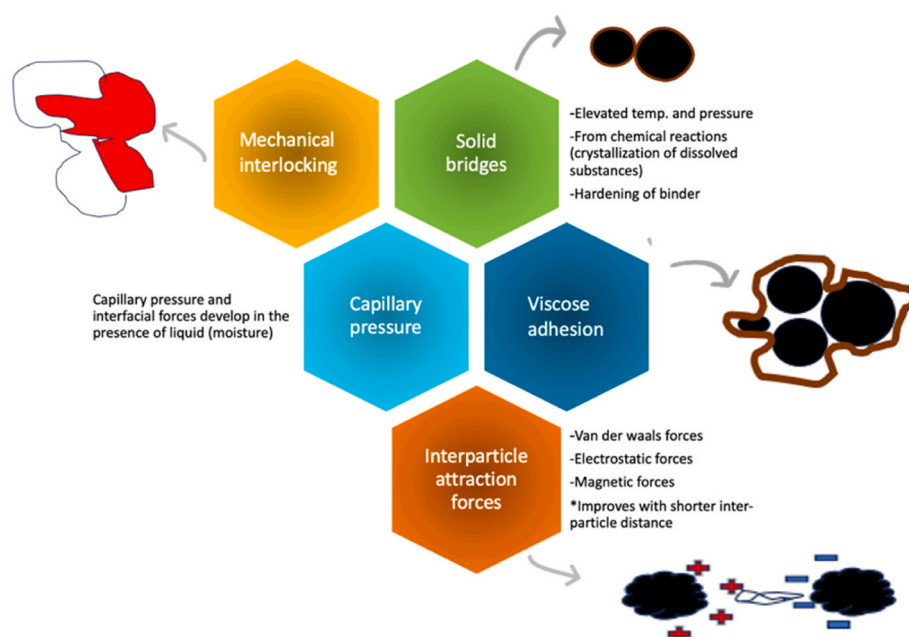 Mechanical
interlocking
Solid
bridges
-Elevated temp. and pressure
-From chemical reactions
(crystallization of dissolved
substances)
-Hardening of binder
Capillary pressure and
interfacial forces develop in the
presence of liquid (moisture)
Capillary
pressure
Viscose
adhesion
Interparticle
attraction
forces
-Van der waals forces
-Electrostatic forces
-Magnetic forces
*Improves with shorter inter-
particle distance